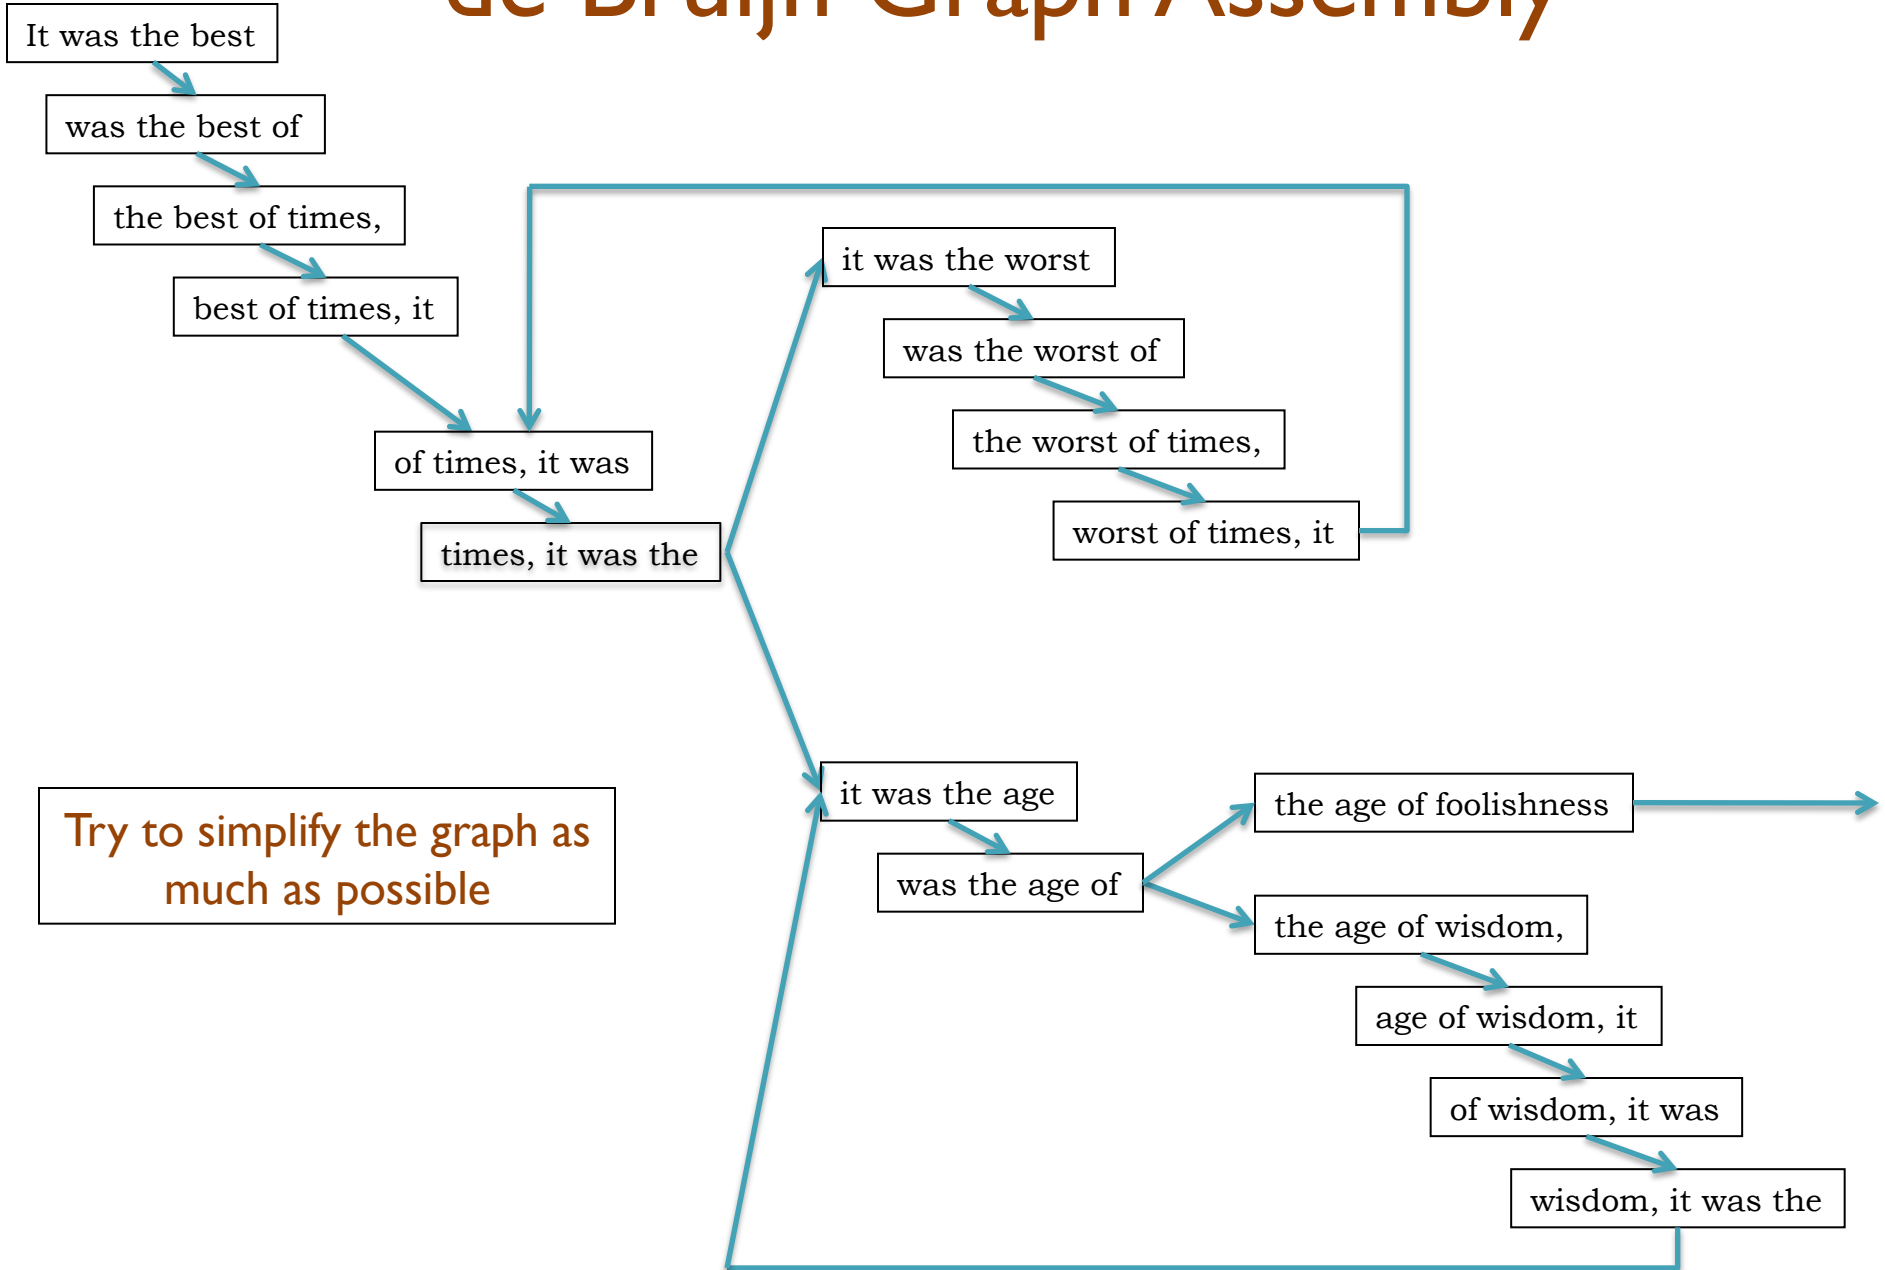 de Bruijn Graph Assembly
It was the best
was the best of
the best of times,
best of times, it
of times, it was
times, it was the
it was the worst
was the worst of
the worst of times,
worst of times, it
it was the age
was the age of
the age of foolishness
the age of wisdom,
age of wisdom, it
of wisdom, it was
wisdom, it was the
Try to simplify the graph as
much as possible